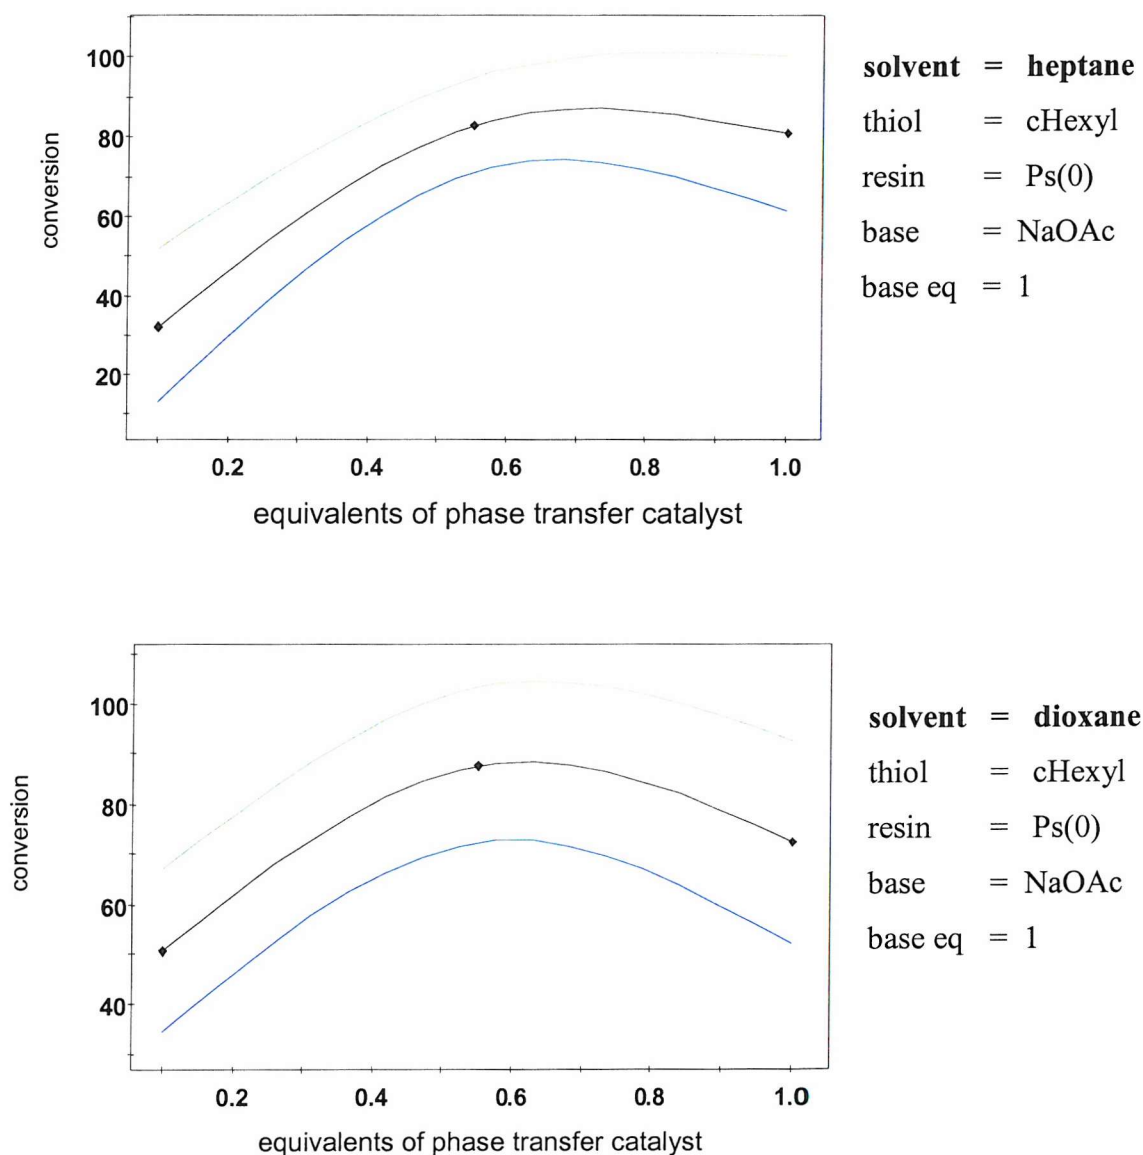 100
80
60
40
20
conversion
0.2 0.4 0.6 0.8 1.0
equivalents of phase transfer catalyst
solvent = heptane
thiol = cHexyl
resin = Ps(0)
base = NaOAc
base eq = 1
100
80
60
40
conversion
0.2 0.4 0.6 0.8 1.0
equivalents of phase transfer catalyst
solvent = dioxane
thiol = cHexyl
resin = Ps(0)
base = NaOAc
base eq = 1